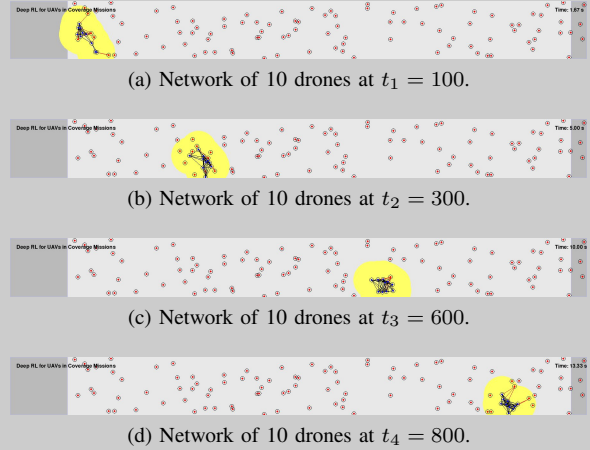 Deep RL for UAVs in Coverage Missions
Time: 1.67 s
(a) Network of 10 drones at t₁ = 100.
Deep RL for UAVs in Coverage Missions
Time: 5.00 s
(b) Network of 10 drones at t₂ = 300.
Deep RL for UAVs in Coverage Missions
Time: 10.00 s
(c) Network of 10 drones at t₃ = 600.
Deep RL for UAVs in Coverage Missions
Time: 13.33 s
(d) Network of 10 drones at t₄ = 800.